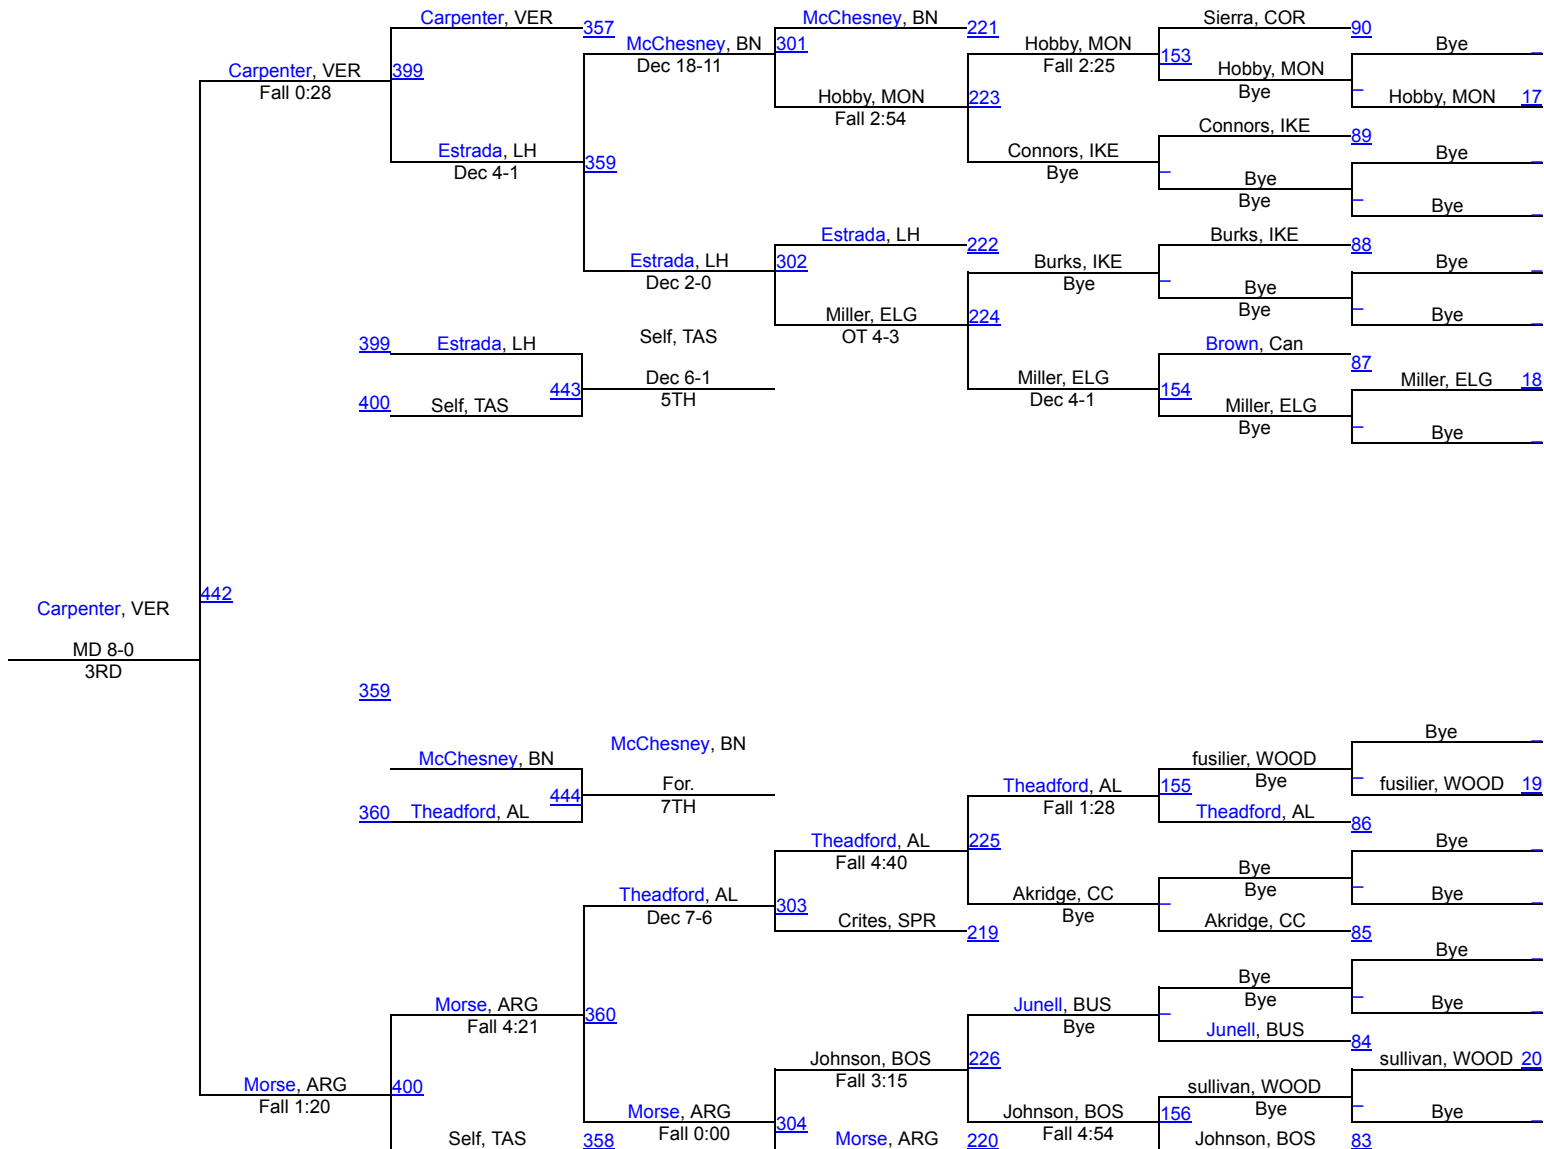 Carpenter, VER 357 McChesney, BN 221 Sierra, COR 90
McChesney, BN 301 Hobby, MON Bye _
Carpenter, VER 399 Dec 18-11 Fall 2:25 153 Hobby, MON
Fall 0:28 Hobby, MON 223 Bye _ Hobby, MON 17
Fall 2:54 Connors, IKE 89
Estrada, LH 359 Connors, IKE Bye _
Dec 4-1 Bye _ Bye
Bye _ Bye _
Estrada, LH 222 Burks, IKE 88
Estrada, LH 302 Burks, IKE Bye _
Dec 2-0 Bye _ Bye
Miller, ELG 224 Bye Bye _
399 Estrada, LH Self, TAS OT 4-3 Brown, Can 87
443 Dec 6-1 Miller, ELG 154 Miller, ELG 18
400 Self, TAS 5TH Dec 4-1 Miller, ELG
Bye _ Bye _
442
Carpenter, VER
MD 8-0
3RD
359
Bye _
McChesney, BN McChesney, BN fusilier, WOOD
444 For. Theadford, AL 155 Bye _ fusilier, WOOD 19
360 Theadford, AL 7TH Fall 1:28 Theadford, AL 86
Theadford, AL 225 Bye _
Fall 4:40 Bye
Theadford, AL 303 Akridge, CC _ Bye _ Bye _
Dec 7-6 Crites, SPR 219 Bye Akridge, CC 85
Bye _
Morse, ARG 360 Junell, BUS Bye
Fall 4:21 Bye _ Bye _ Bye _
Junell, BUS 84
Johnson, BOS 226 sullivan, WOOD 20
Morse, ARG 400 Fall 3:15 sullivan, WOOD
Fall 1:20 Morse, ARG 304 Johnson, BOS 156 Bye _ Bye _
Self, TAS 358 Fall 0:00 Morse, ARG 220 Fall 4:54 Johnson, BOS 83